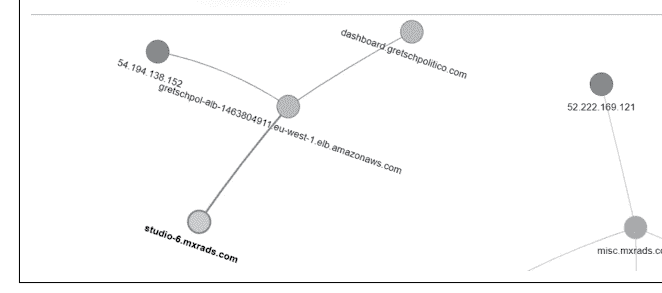 dashboard.gretschpolitico.com
54.194.138.152
gretschpol-alb-1463804911.eu-west-1.elb.amazonaws.com
52.222.169.121
studio-6.mxrads.com
misc.mxrads.co